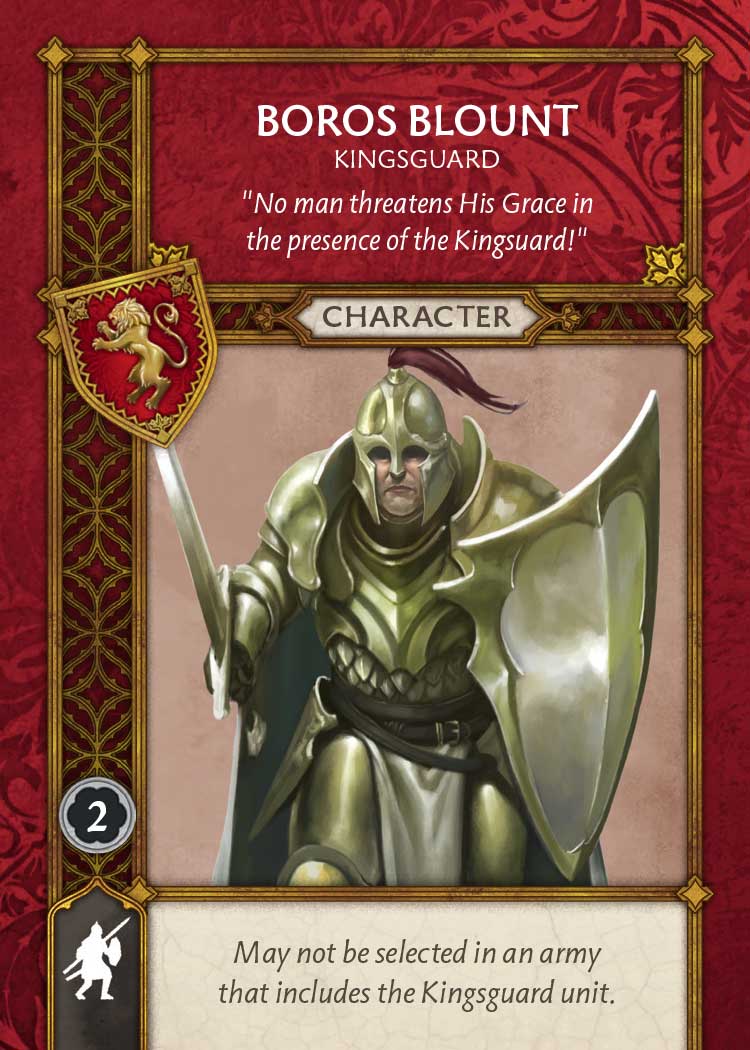 BOROS BLOUNT
KINGSGUARD
"No man threatens His Grace in
the presence of the Kingsuard!"
CHARACTER
2
May not be selected in an army
that includes the Kingsguard unit.